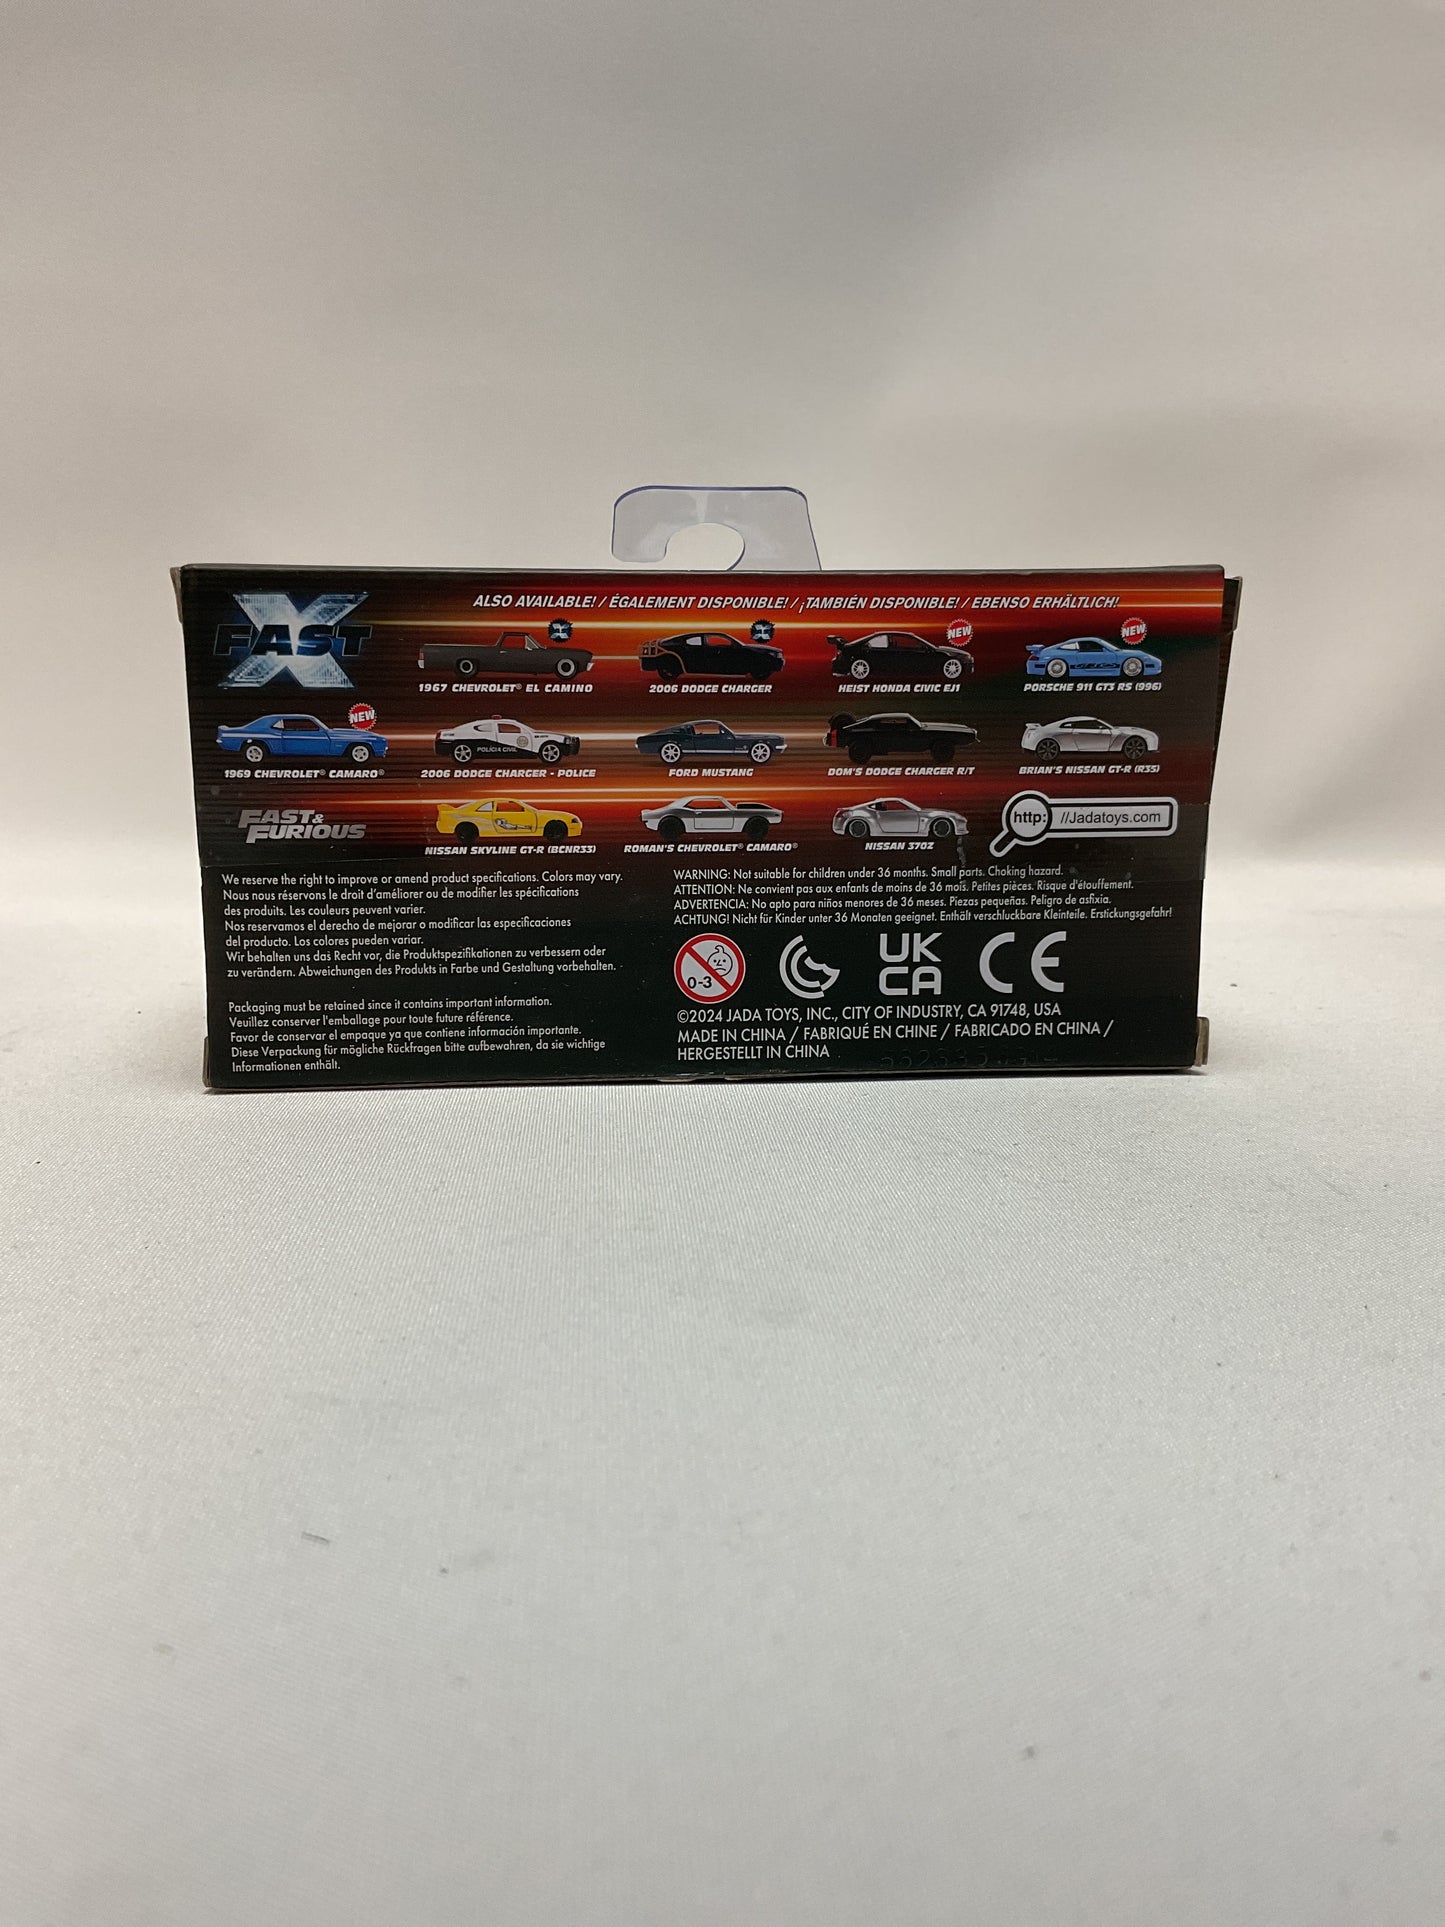 FAST X
ALSO AVAILABLE! / ÉGALEMENT DISPONIBLE! / ¡TAMBIÉN DISPONIBLE! / EBENSO ERHÄLTLICH!
NEW
NEW
1967 CHEVROLET® EL CAMINO
2006 DODGE CHARGER
HEIST HONDA CIVIC EJ1
PORSCHE 911 GT3 RS (996)
NEW
POLÍCIA CIVIL
1969 CHEVROLET® CAMARO®
2006 DODGE CHARGER - POLICE
FORD MUSTANG
DOM'S DODGE CHARGER R/T
BRIAN'S NISSAN GT-R (R35)
FAST &
FURIOUS
NISSAN SKYLINE GT-R (BCNR33)
ROMAN'S CHEVROLET® CAMARO®
NISSAN 370Z
http: //Jadatoys.com
We reserve the right to improve or amend product specifications. Colors may vary.
Nous nous réservons le droit d'améliorer ou de modifier les spécifications
des produits. Les couleurs peuvent varier.
Nos reservamos el derecho de mejorar o modificar las especificaciones
del producto. Los colores pueden variar.
Wir behalten uns das Recht vor, die Produktspezifikationen zu verbessern oder
zu verändern. Abweichungen des Produkts in Farbe und Gestaltung vorbehalten.
Packaging must be retained since it contains important information.
Veuillez conserver l'emballage pour toute future référence.
Favor de conservar el empaque ya que contiene información importante.
Diese Verpackung für mögliche Rückfragen bitte aufbewahren, da sie wichtige
Informationen enthält.
WARNING: Not suitable for children under 36 months. Small parts. Choking hazard.
ATTENTION: Ne convient pas aux enfants de moins de 36 mois. Petites pièces. Risque d'étouffement.
ADVERTENCIA: No apto para niños menores de 36 meses. Piezas pequeñas. Peligro de asfixia.
ACHTUNG! Nicht für Kinder unter 36 Monaten geeignet. Enthält verschluckbare Kleinteile. Erstickungsgefahr!
0-3
UK
CA
CE
©2024 JADA TOYS, INC., CITY OF INDUSTRY, CA 91748, USA
MADE IN CHINA / FABRIQUÉ EN CHINE / FABRICADO EN CHINA /
HERGESTELLT IN CHINA